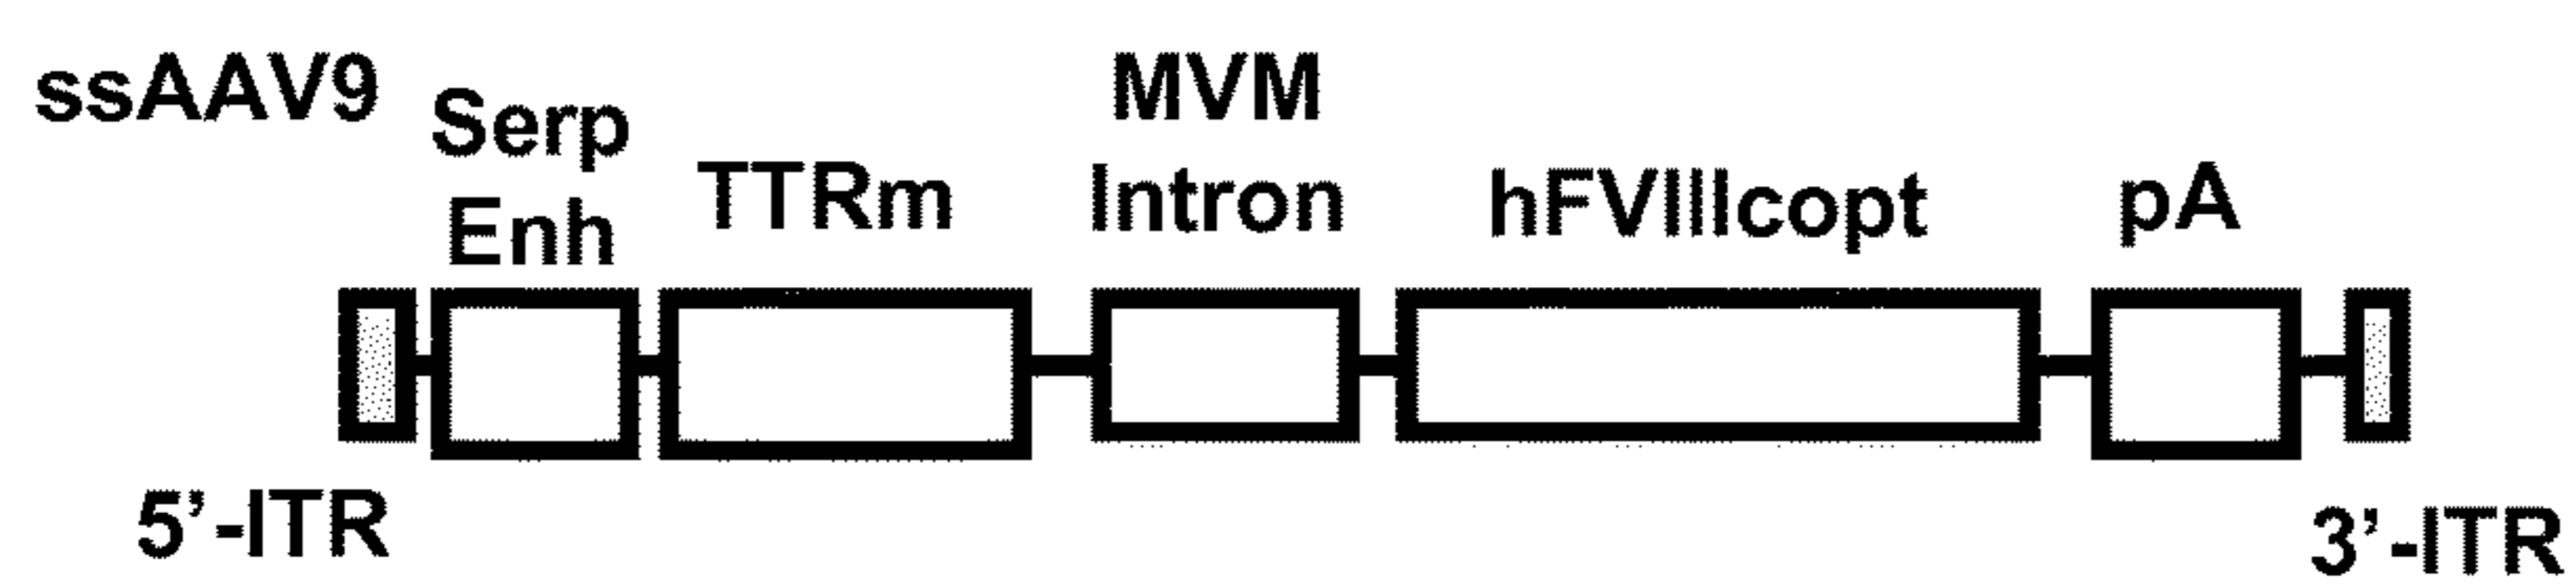 ssAAV9
Serp
Enh
TTRm
MVM
Intron
hFVIIIcopt
pA
5’-ITR
3’-ITR